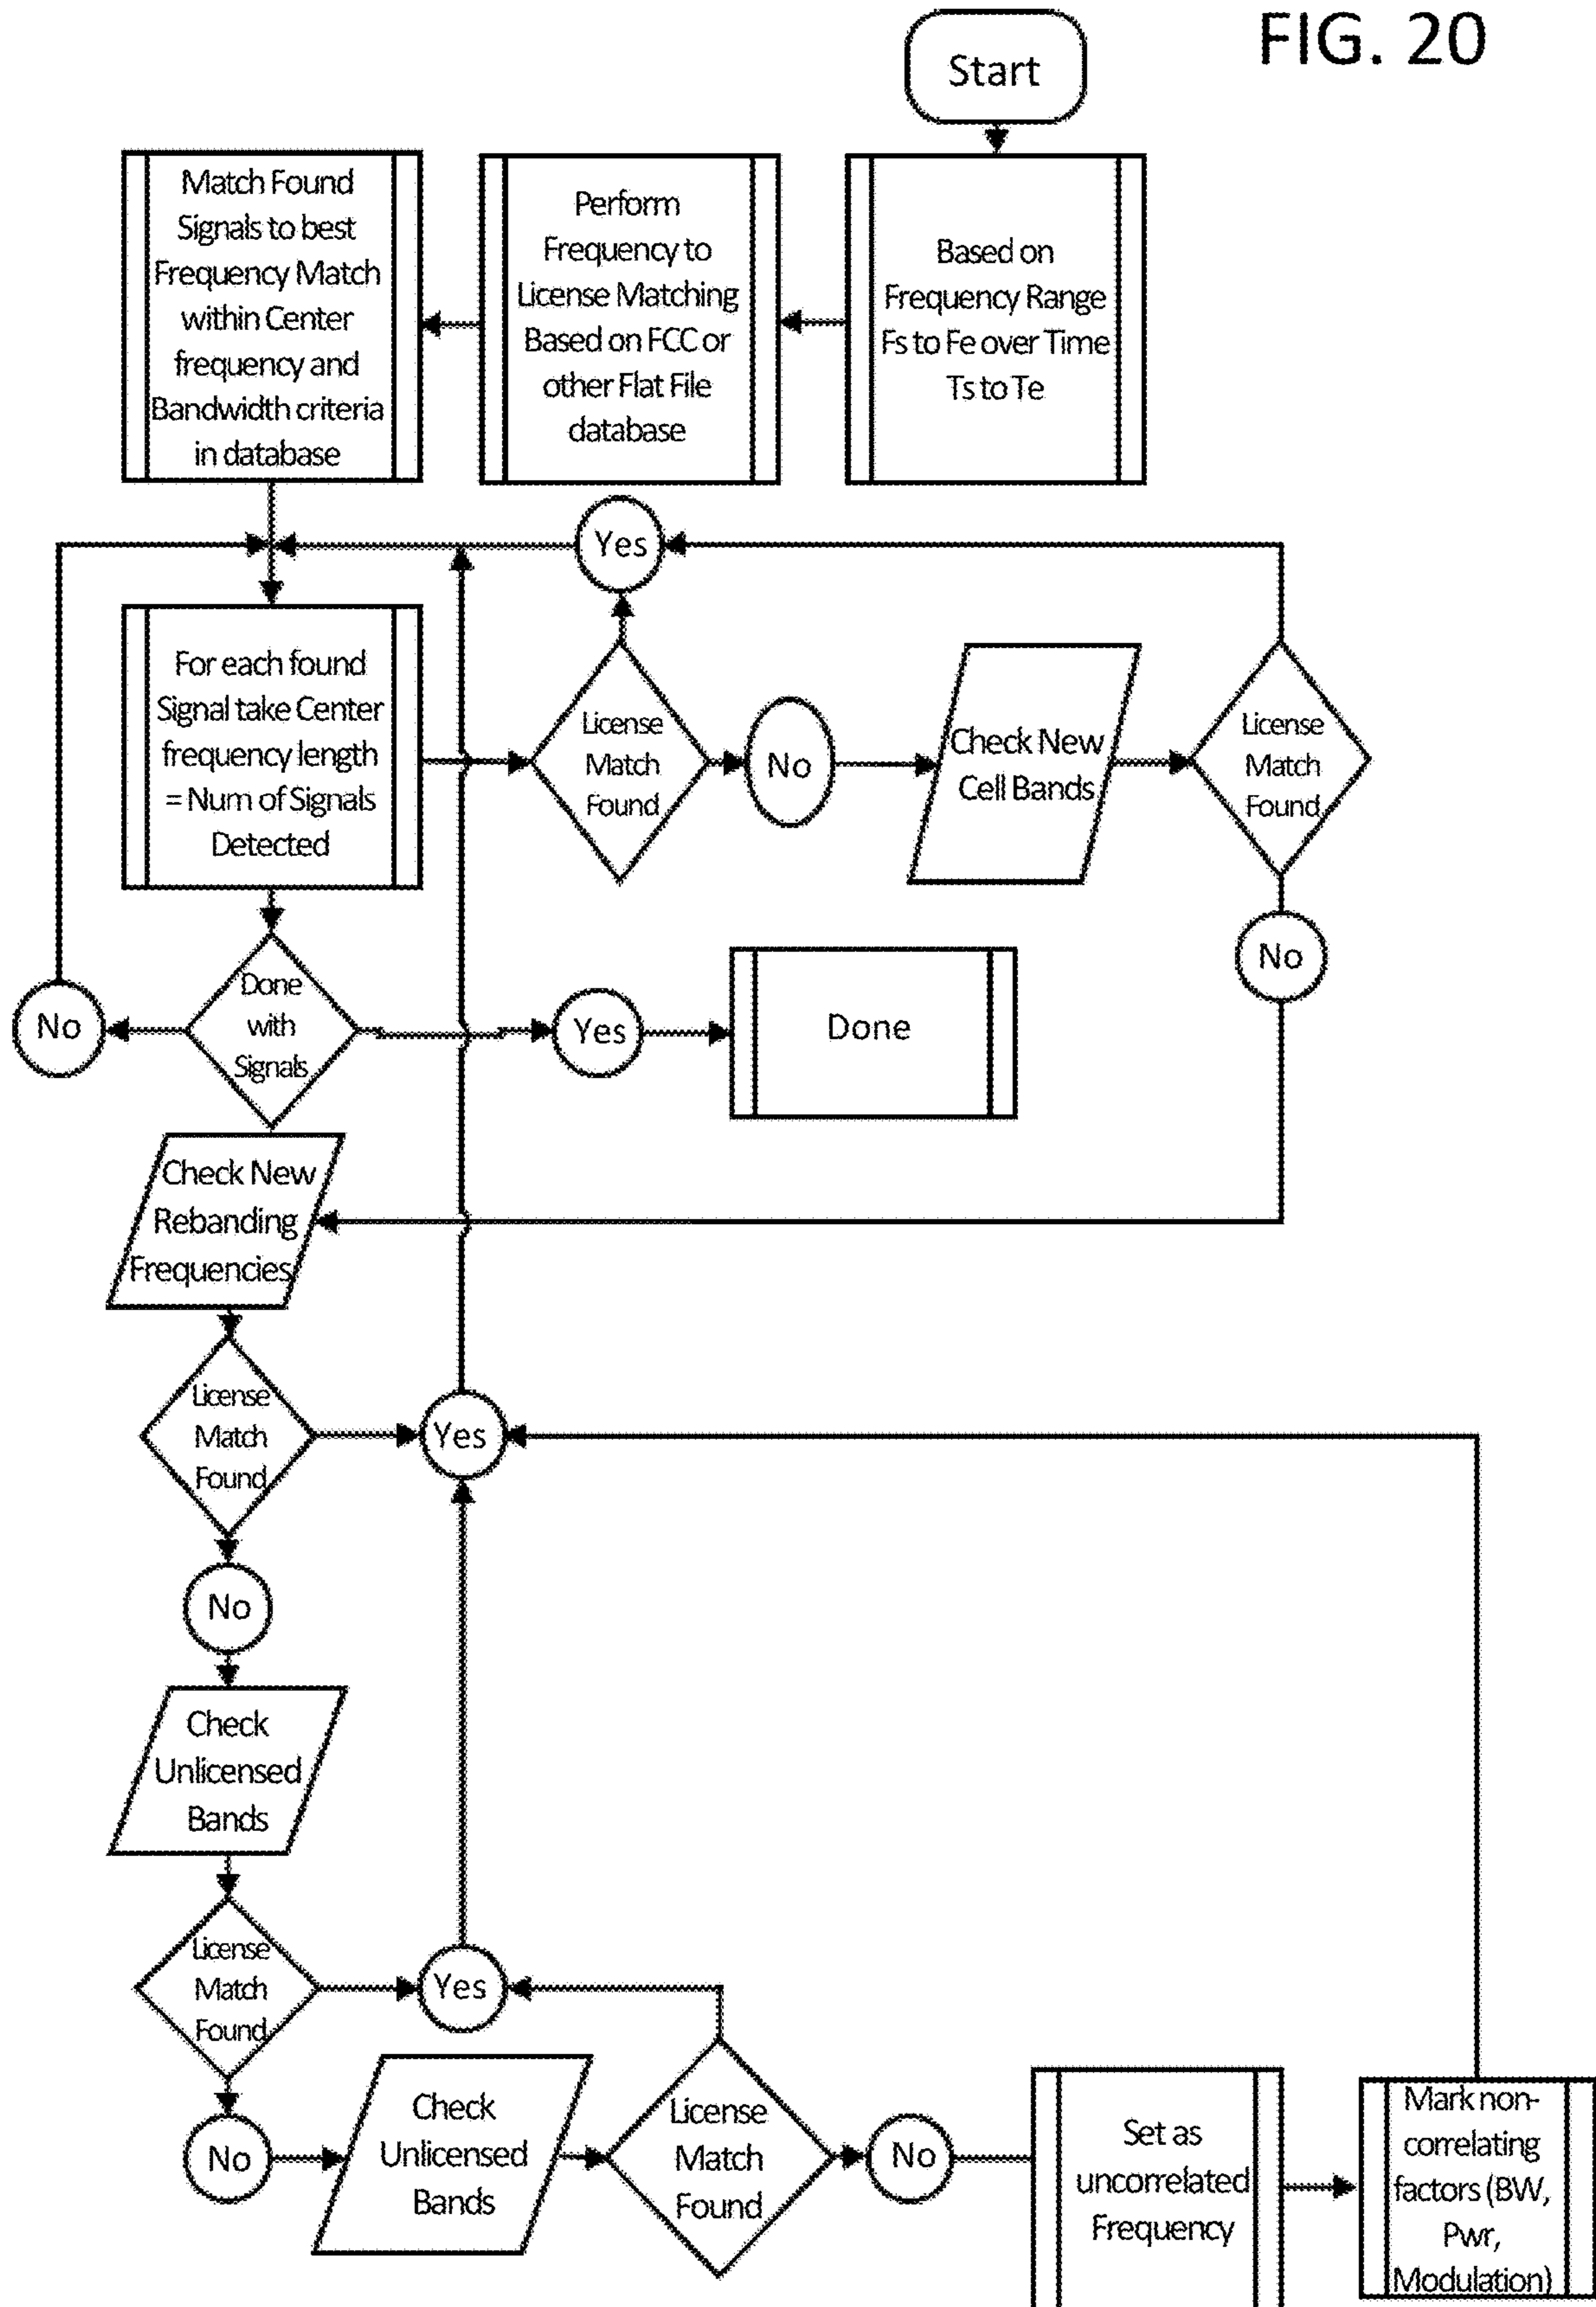 FIG. 20
Start
Match Found
Signals to best
Frequency Match
within Center
frequency and
Bandwidth criteria
in database
Perform
Frequency to
License Matching
Based on FCC or
other Flat File
database
Based on
Frequency Range
Fs to Fe over Time
Ts to Te
Yes
For each found
Signal take Center
frequency length
= Num of Signals
Detected
License
Match
Found
No
Check New
Cell Bands
License
Match
Found
No
No
Done
with
Signals
Yes
Done
Check New
Rebanding
Frequencies
License
Match
Found
Yes
No
Check
Unlicensed
Bands
License
Match
Found
Yes
No
Check
Unlicensed
Bands
License
Match
Found
No
Set as
uncorrelated
Frequency
Mark non-
correlating
factors (BW,
Pwr,
Modulation)